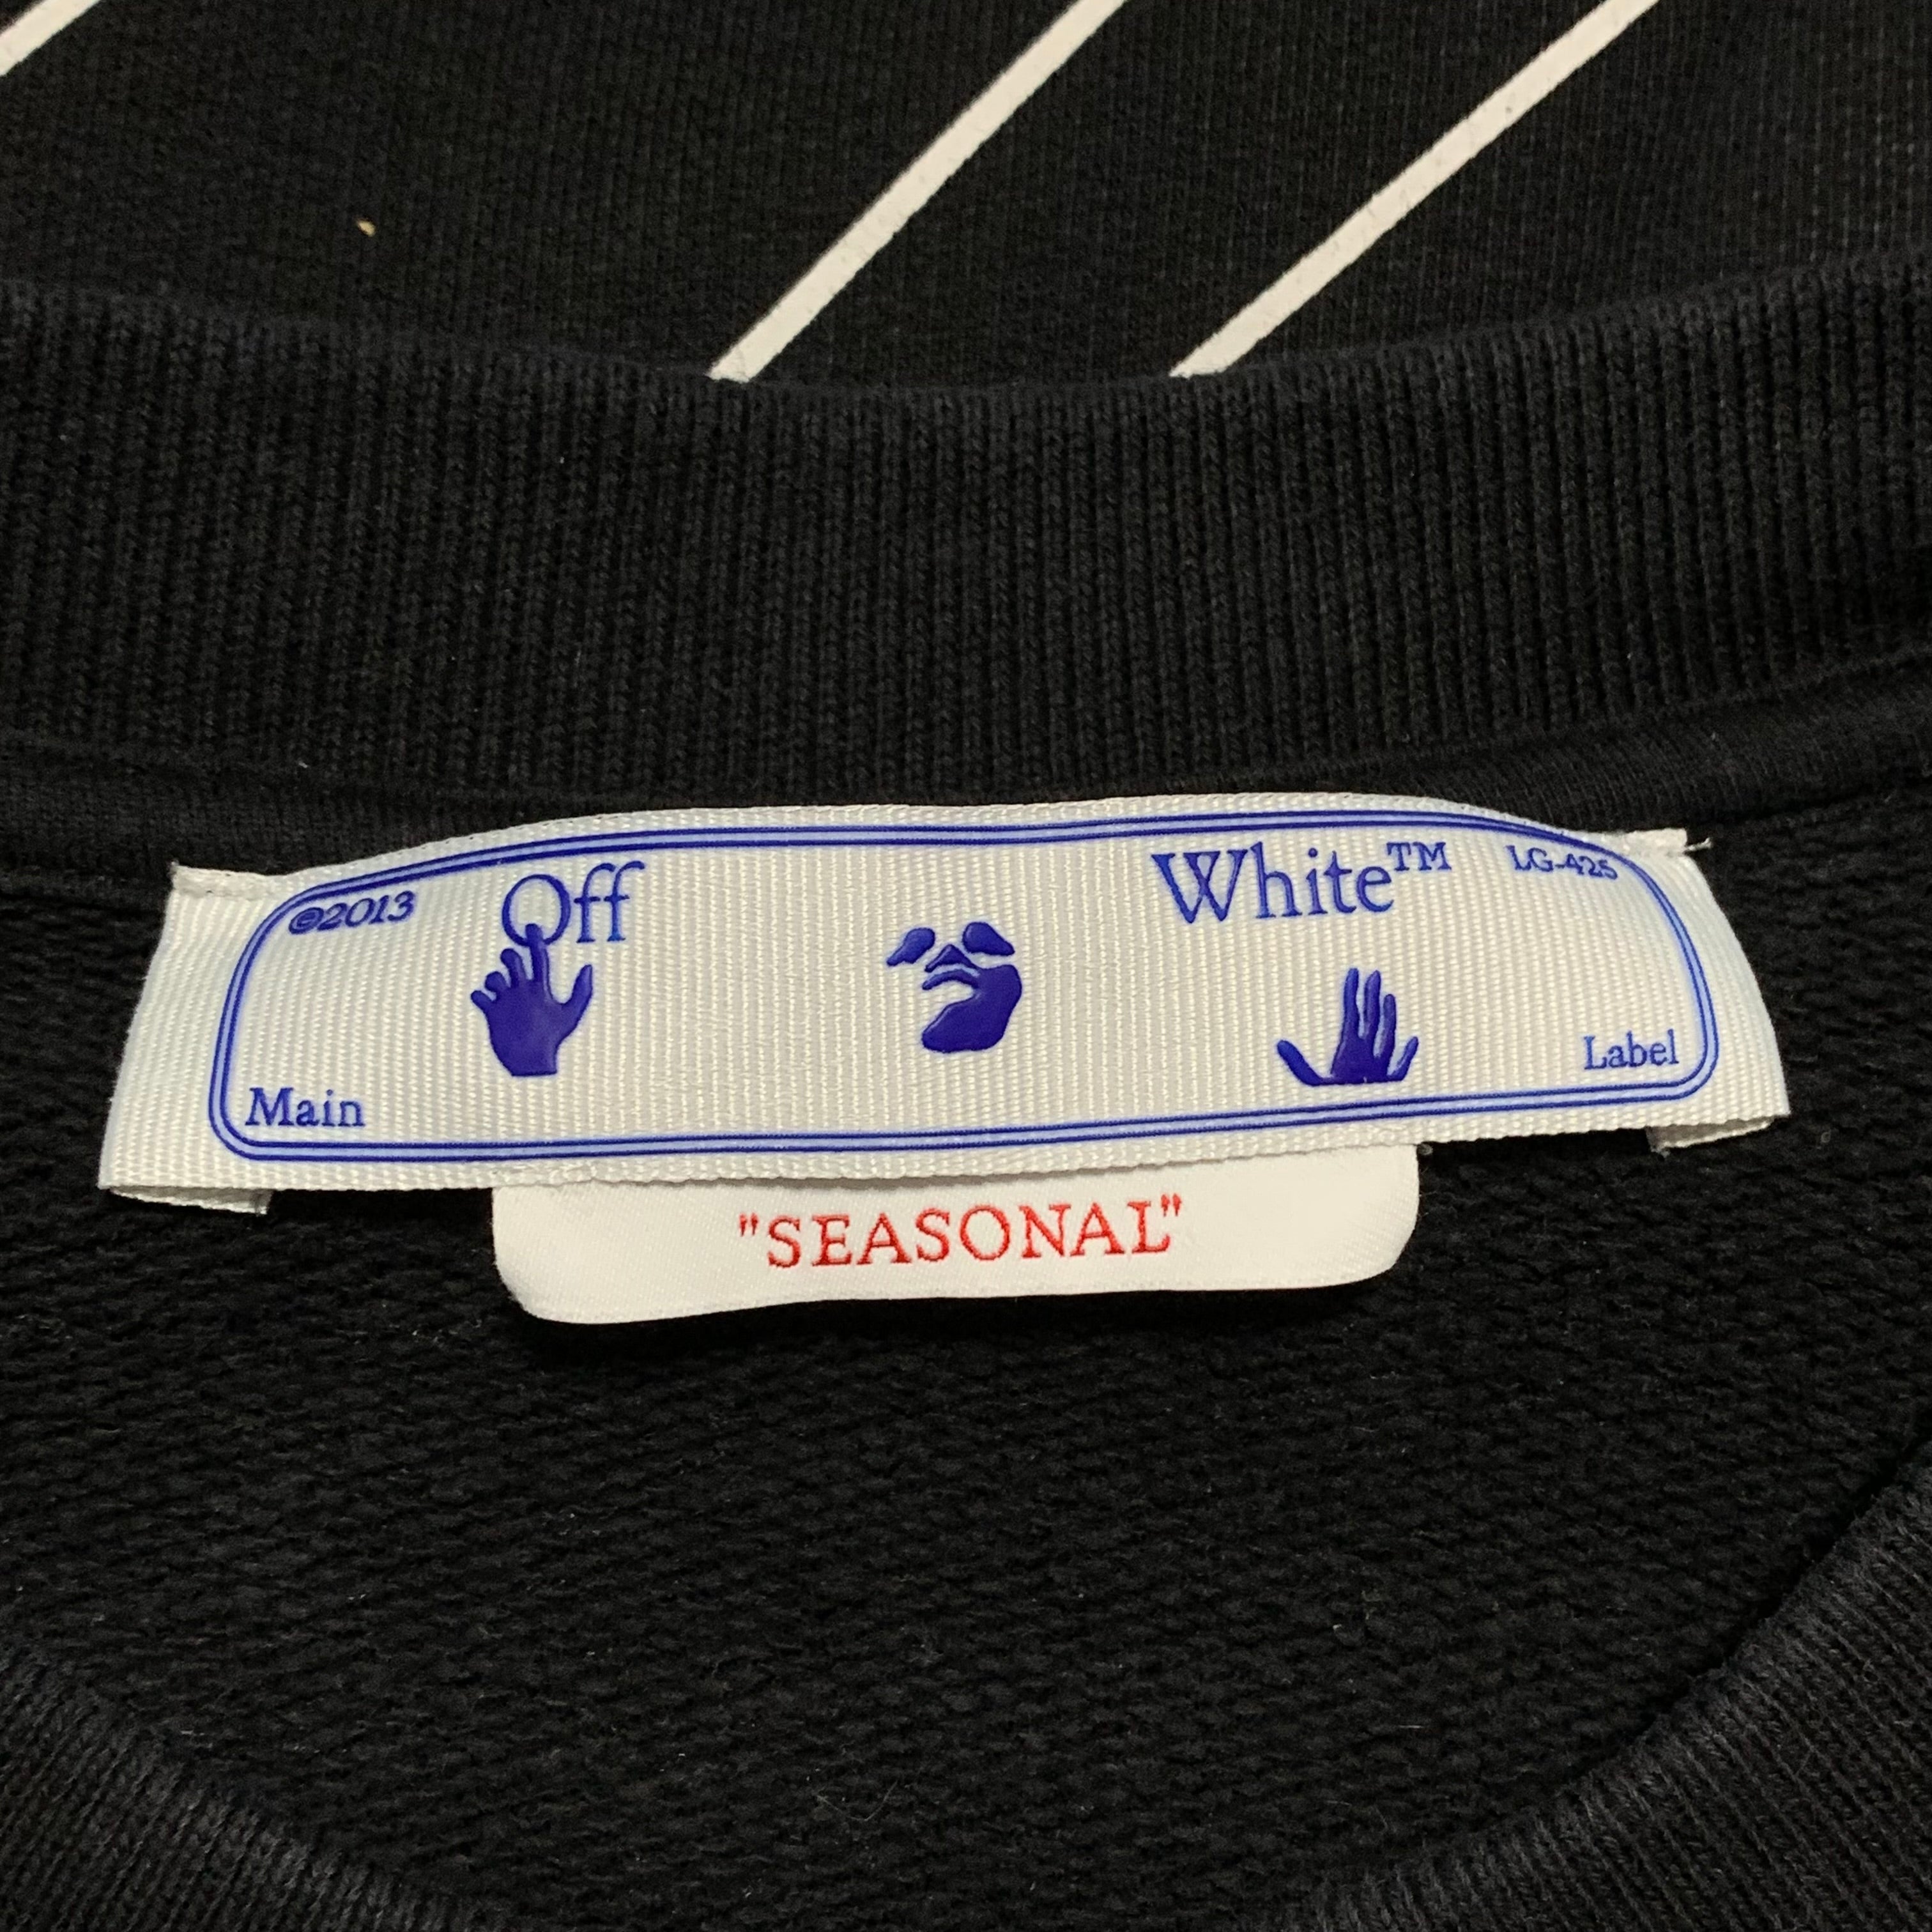 ©2013 Off White™ LG-425
Main Label
"SEASONAL"